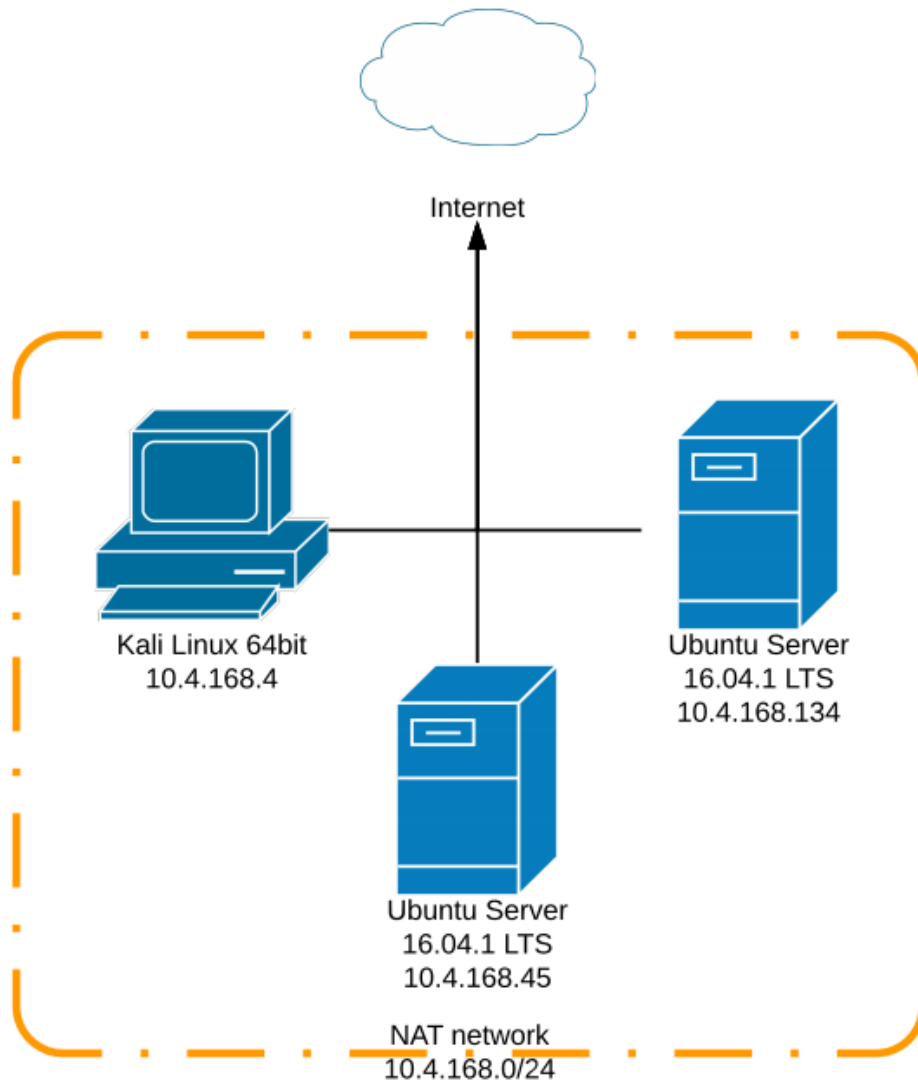 Internet
Kali Linux 64bit
10.4.168.4
Ubuntu Server
16.04.1 LTS
10.4.168.134
Ubuntu Server
16.04.1 LTS
10.4.168.45
NAT network
10.4.168.0/24